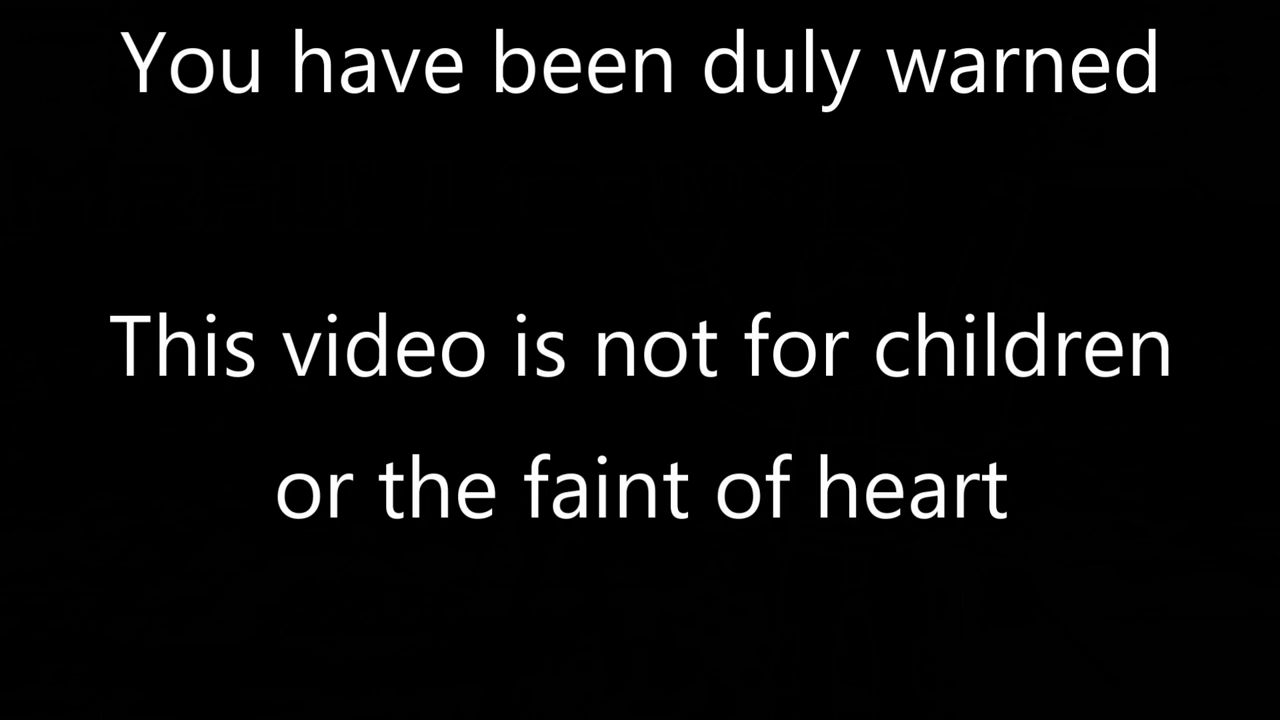 You have been duly warned
This video is not for children
or the faint of heart